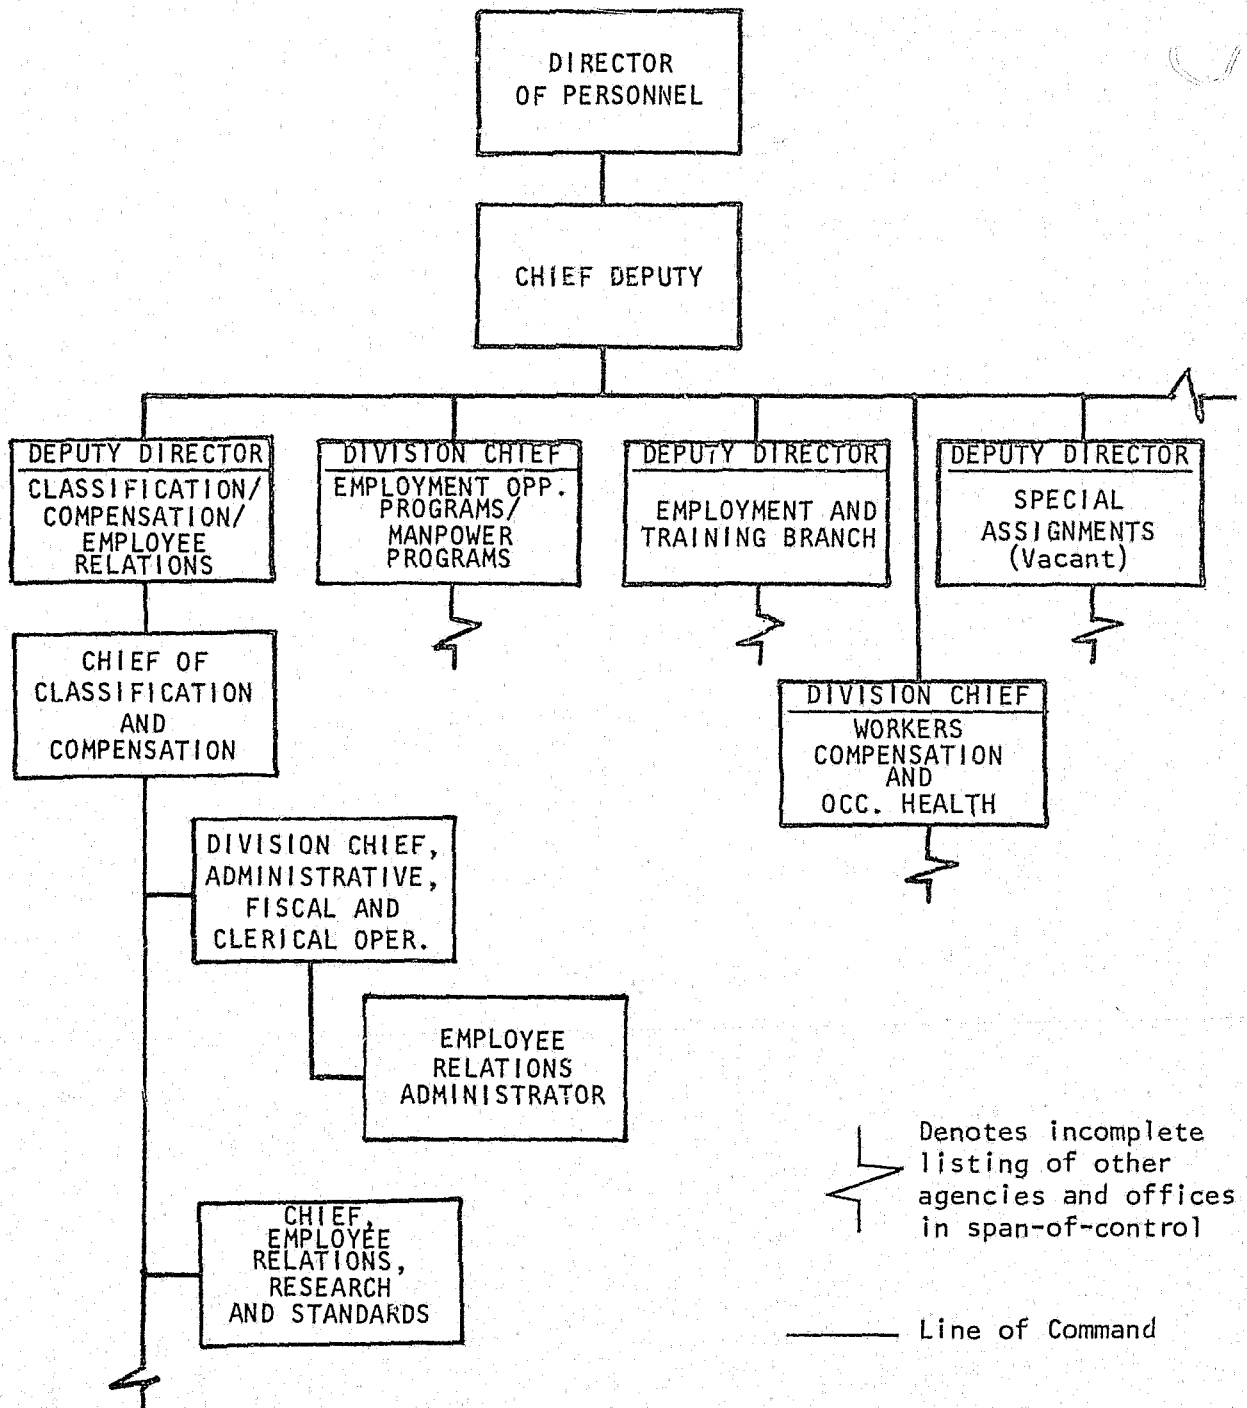 DIRECTOR
OF PERSONNEL
CHIEF DEPUTY
DEPUTY DIRECTOR
CLASSIFICATION/
COMPENSATION/
EMPLOYEE
RELATIONS
DIVISION CHIEF
EMPLOYMENT OPP.
PROGRAMS/
MANPOWER
PROGRAMS
DEPUTY DIRECTOR
EMPLOYMENT AND
TRAINING BRANCH
DEPUTY DIRECTOR
SPECIAL
ASSIGNMENTS
(Vacant)
CHIEF OF
CLASSIFICATION
AND
COMPENSATION
DIVISION CHIEF
WORKERS
COMPENSATION
AND
OCC. HEALTH
DIVISION CHIEF,
ADMINISTRATIVE,
FISCAL AND
CLERICAL OPER.
EMPLOYEE
RELATIONS
ADMINISTRATOR
CHIEF,
EMPLOYEE
RELATIONS,
RESEARCH
AND STANDARDS
Denotes incomplete
listing of other
agencies and offices
in span-of-control
Line of Command